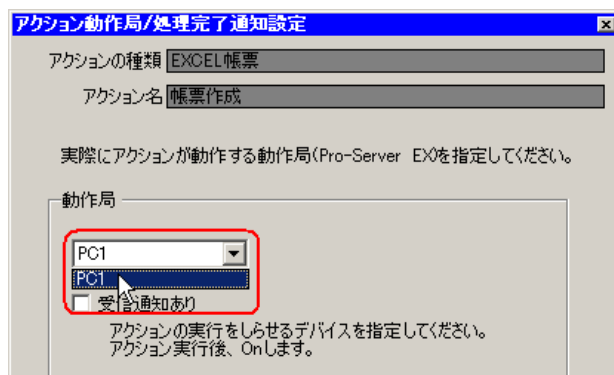 アクション動作局/処理完了通知設定
アクションの種類 EXCEL帳票
アクション名 帳票作成
実際にアクションが動作する動作局(Pro-Server EX)を指定してください。
動作局
PC1
PC1
受信通知あり
アクションの実行をしらせるデバイスを指定してください。
アクション実行後、Onします。